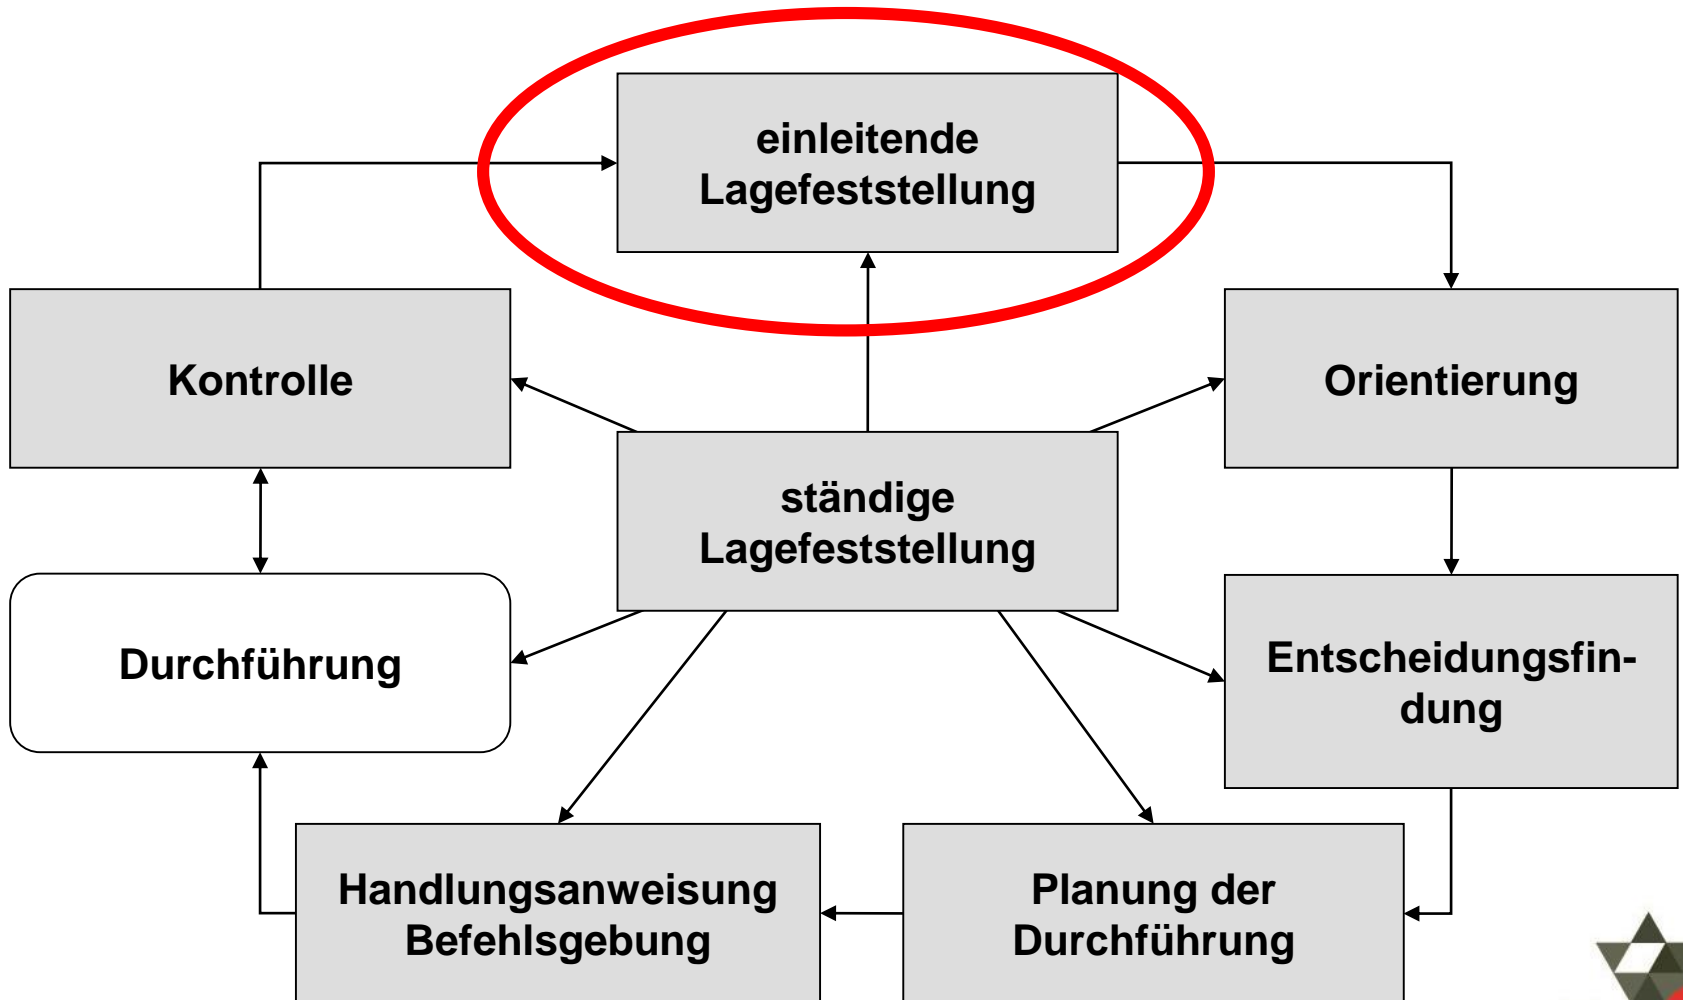 einleitende
Lagefeststellung
Kontrolle
Orientierung
ständige
Lagefeststellung
Durchführung
Entscheidungsfin-
dung
Handlungsanweisung
Befehlsgebung
Planung der
Durchführung